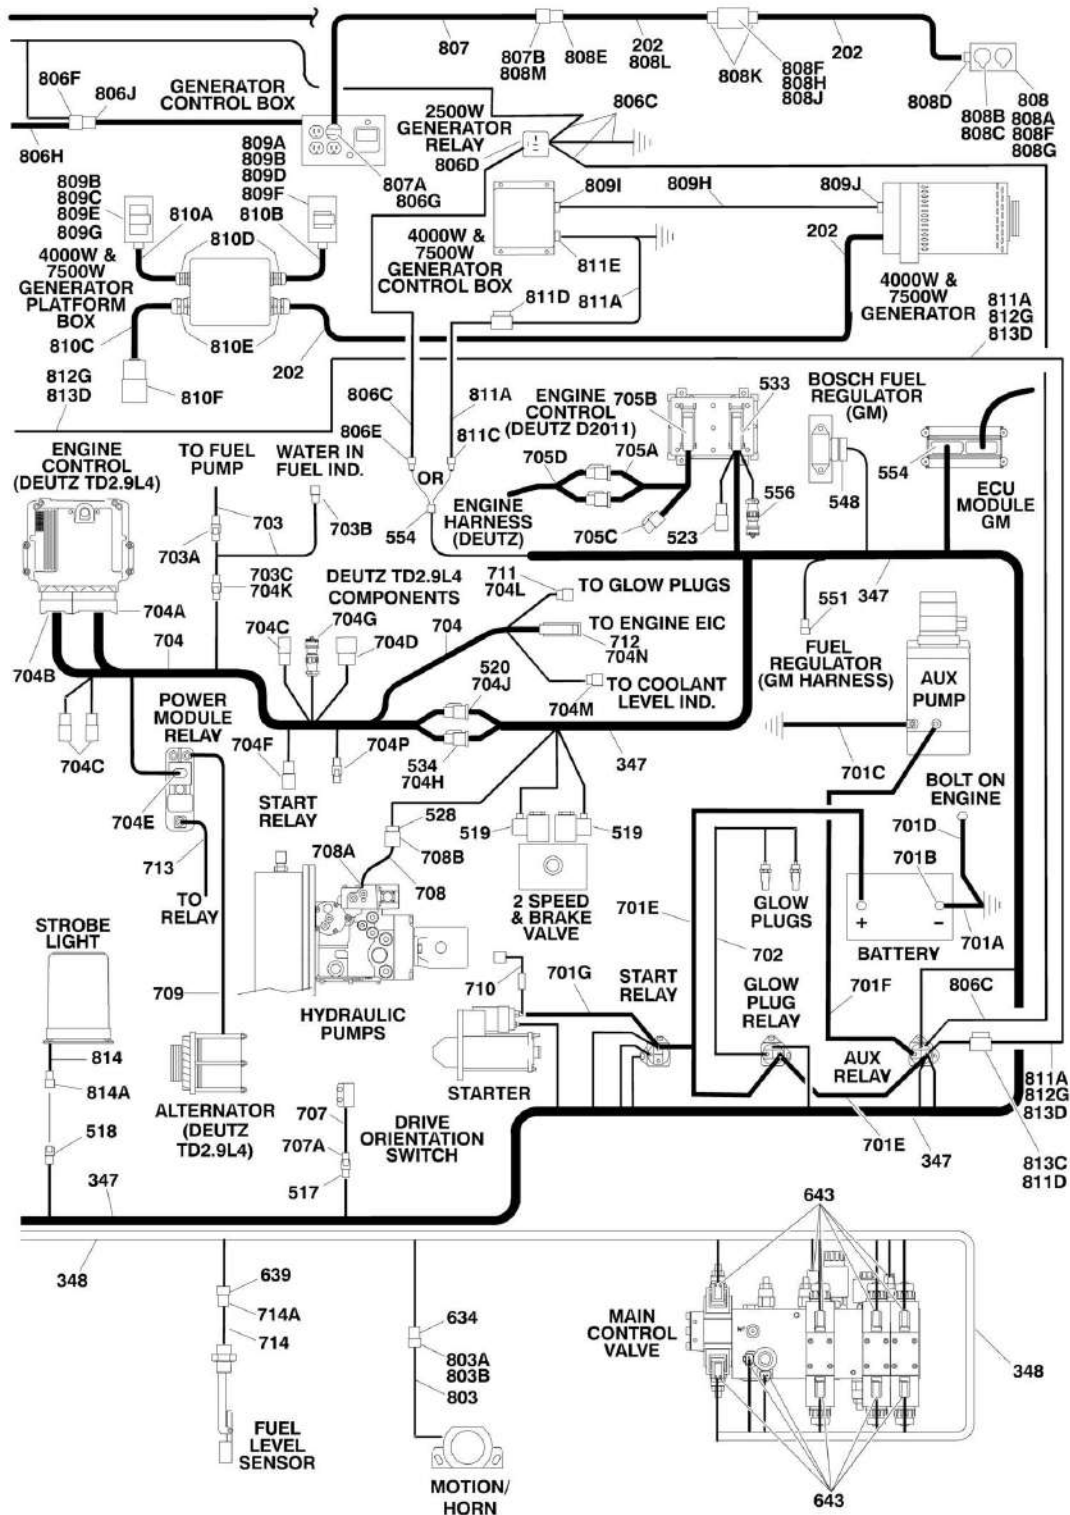 807
807B
808M
808E
202
808L
808K
808F
808H
808J
202
808D
808B
808C
808
808A
808F
808G
806F
806J
806H
GENERATOR
CONTROL BOX
2500W
GENERATOR
RELAY
806D
806C
807A
806G
809A
809B
809D
809F
810B
809B
809C
809E
809G
810A
810D
4000W &
7500W
GENERATOR
PLATFORM
BOX
810C
810E
810F
202
4000W &
7500W
GENERATOR
CONTROL BOX
809I
809H
809J
811E
811D
811A
202
4000W &
7500W
GENERATOR
811A
812G
813D
812G
813D
806C
806E
811A
811C
OR
554
ENGINE
CONTROL
(DEUTZ D2011)
705B
533
705D
705A
705C
523
556
ENGINE
HARNESS
(DEUTZ)
BOSCH FUEL
REGULATOR
(GM)
548
554
ECU
MODULE
GM
ENGINE
CONTROL
(DEUTZ TD2.9L4)
704A
704B
704
TO FUEL
PUMP
WATER IN
FUEL IND.
703
703A
703B
703C
704K
DEUTZ TD2.9L4
COMPONENTS
704C
704G
704D
704
711
704L
TO GLOW PLUGS
TO ENGINE EIC
712
704N
TO COOLANT
LEVEL IND.
704M
551
347
FUEL
REGULATOR
(GM HARNESS)
AUX
PUMP
701C
704C
POWER
MODULE
RELAY
704E
713
TO
RELAY
704F
START
RELAY
704P
520
704J
534
704H
347
528
708B
708A
708
519
519
2 SPEED
& BRAKE
VALVE
HYDRAULIC
PUMPS
BOLT ON
ENGINE
701D
701B
+
−
BATTERY
701A
701E
702
GLOW
PLUGS
701F
STROBE
LIGHT
709
814
814A
518
347
ALTERNATOR
(DEUTZ
TD2.9L4)
710
701G
START
RELAY
GLOW
PLUG
RELAY
STARTER
AUX
RELAY
806C
811A
812G
813D
813C
811D
701E
347
707
707A
517
DRIVE
ORIENTATION
SWITCH
348
639
714A
714
FUEL
LEVEL
SENSOR
634
803A
803B
803
MOTION/
HORN
643
MAIN
CONTROL
VALVE
348
643